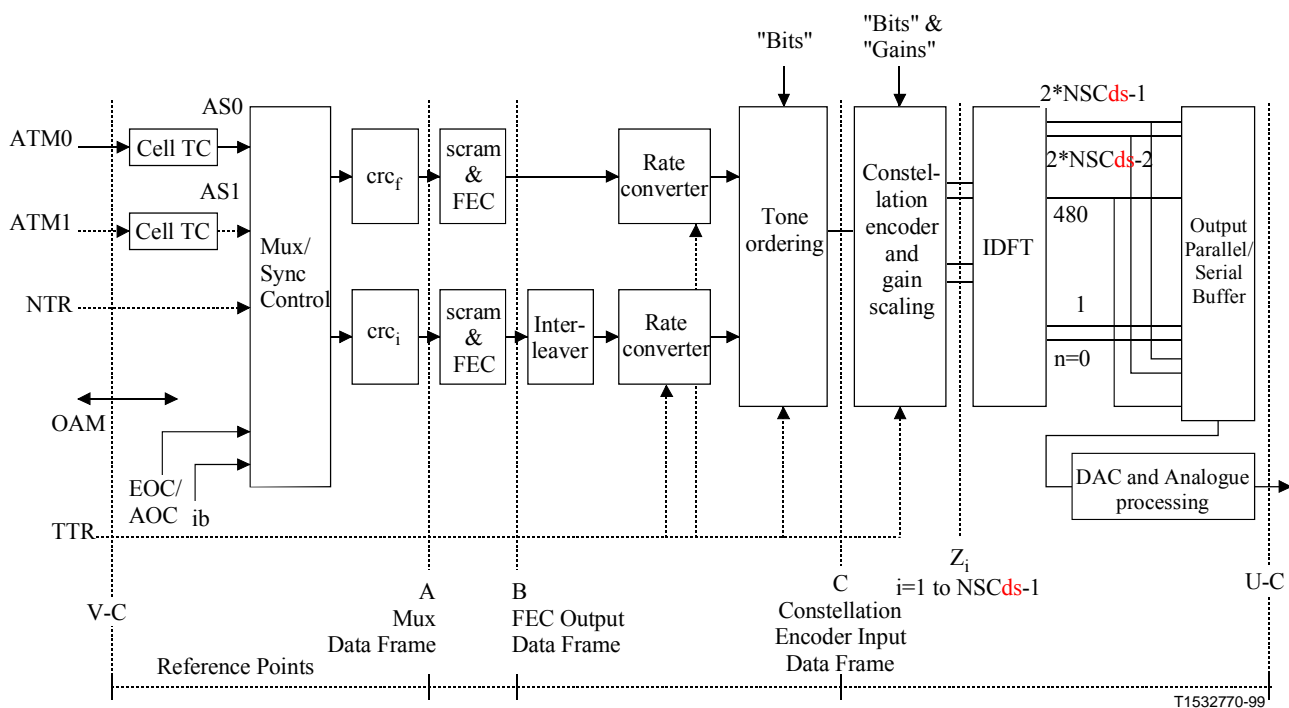 "Bits"
"Bits" &
"Gains"
AS0
2*NSCds-1
ATM0
Cell TC
crcf
scram
&
FEC
Rate
converter
2*NSCds-2
AS1
ATM1
Cell TC
Mux/
Sync
Control
Tone
ordering
Constel-
lation
encoder
and
gain
scaling
IDFT
480
Output
Parallel/
Serial
Buffer
NTR
crci
scram
&
FEC
Inter-
leaver
Rate
converter
1
n=0
OAM
EOC/
AOC
ib
DAC and Analogue
processing
TTR
V-C
A
Mux
Data Frame
B
FEC Output
Data Frame
C
Constellation
Encoder Input
Data Frame
Zi
i=1 to NSCds-1
U-C
Reference Points
T1532770-99